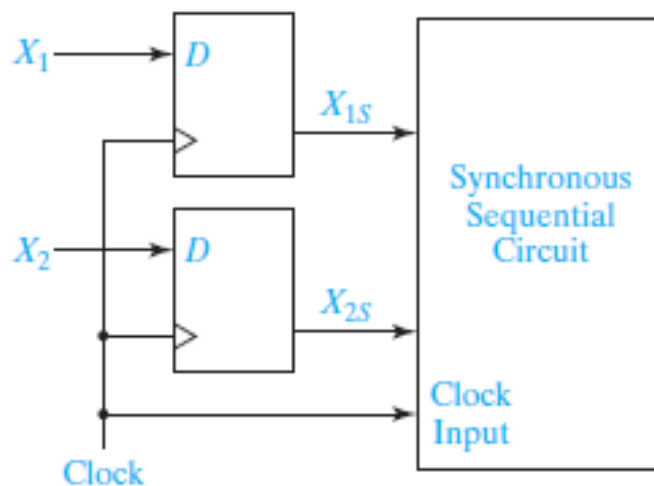 X1
D
X1S
Synchronous
Sequential
Circuit
X2
D
X2S
Clock
Input
Clock